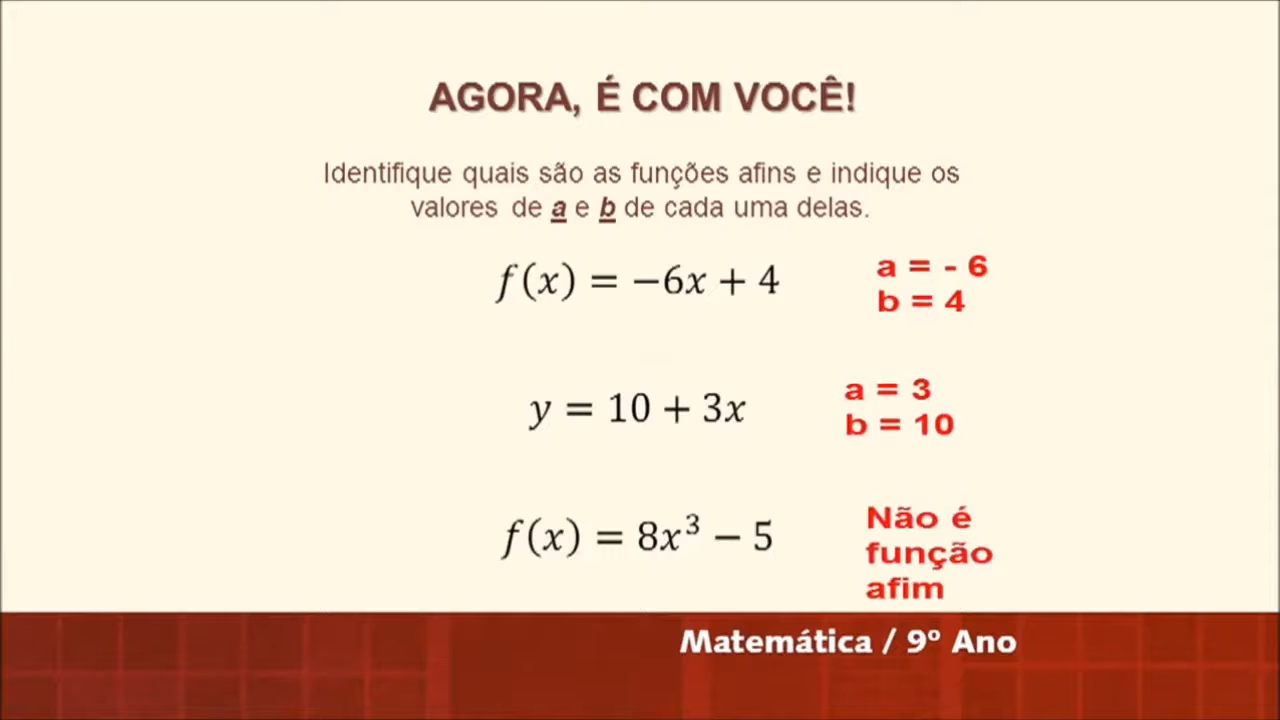 AGORA, É COM VOCÊ!
Identifique quais são as funções afins e indique os
valores de a e b de cada uma delas.
f(x) = −6x + 4
a = - 6
b = 4
y = 10 + 3x
a = 3
b = 10
f(x) = 8x³ − 5
Não é
função
afim
Matemática / 9º Ano